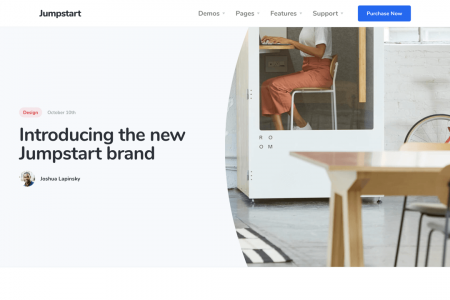 Jumpstart
Demos Pages Features Support Purchase Now
Design October 10th
Introducing the new
Jumpstart brand
Joshua Lapinsky
R O
O M